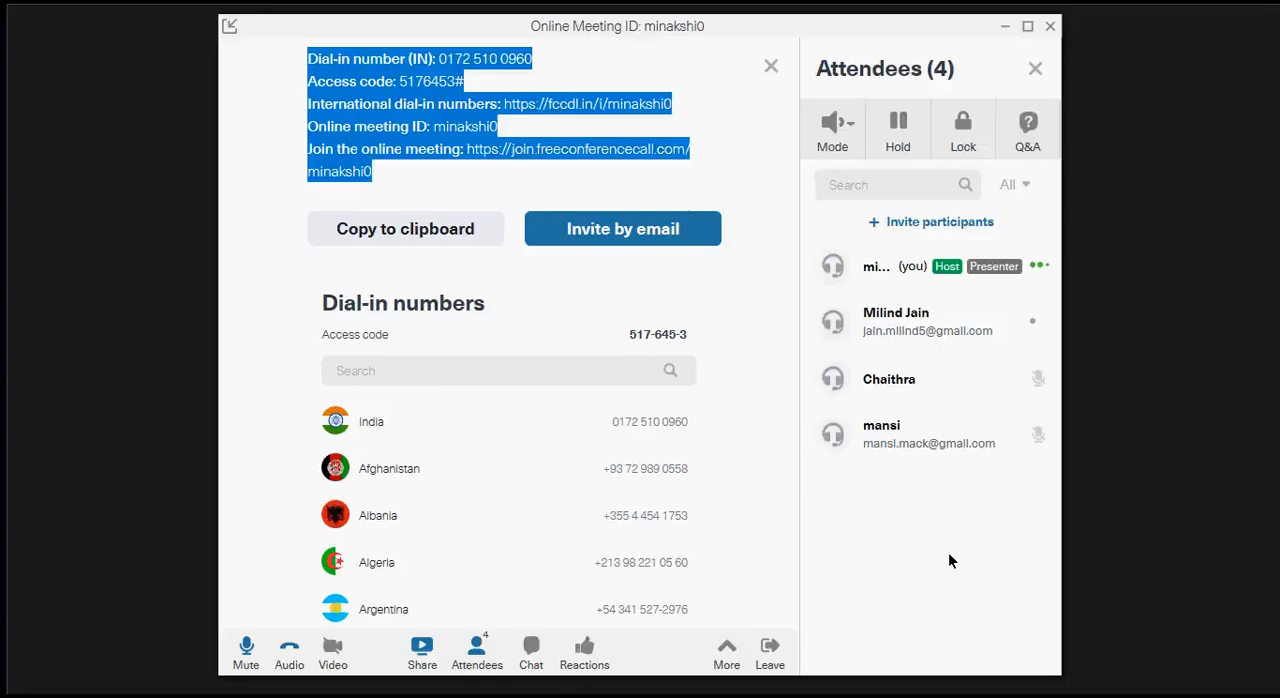 Online Meeting ID: minakshi0
Dial-in number (IN): 0172 510 0960
Access code: 5176453#
International dial-in numbers: https://fccdl.in/i/minakshi0
Online meeting ID: minakshi0
Join the online meeting: https://join.freeconferencecall.com/
minakshi0
Copy to clipboard
Invite by email
Dial-in numbers
Access code 517-645-3
Search
India 0172 510 0960
Afghanistan +93 72 989 0558
Albania +355 4 454 1753
Algeria +213 98 221 05 60
Argentina +54 341 527-2976
Mute Audio Video Share Attendees 4 Chat Reactions More Leave
Attendees (4)
Mode Hold Lock Q&A
Search All
+ Invite participants
mi... (you) Host Presenter
Milind Jain
jain.milind5@gmail.com
Chaithra
mansi
mansi.mack@gmail.com